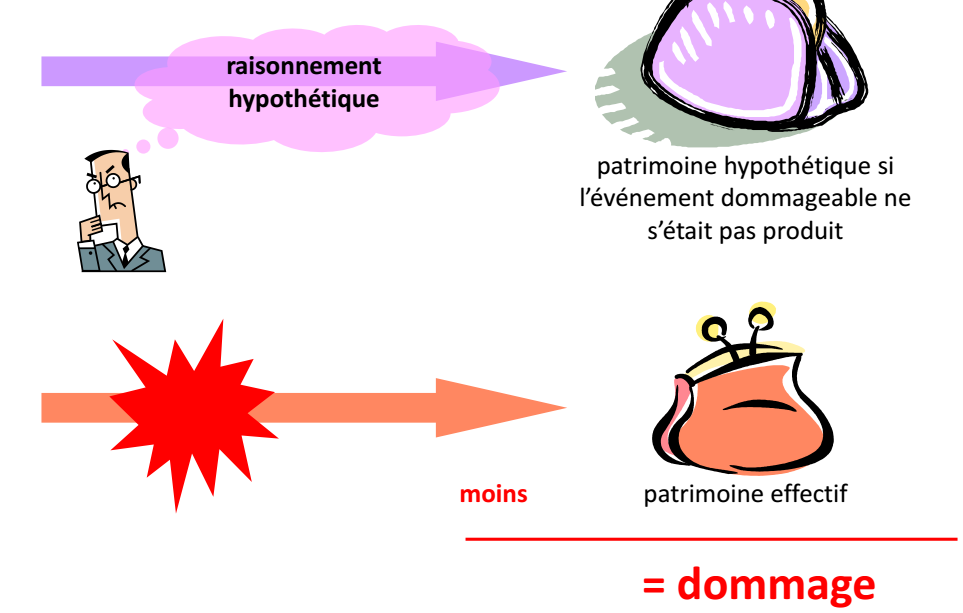 raisonnement
hypothétique
patrimoine hypothétique si
l’événement dommageable ne
s’était pas produit
moins
patrimoine effectif
= dommage